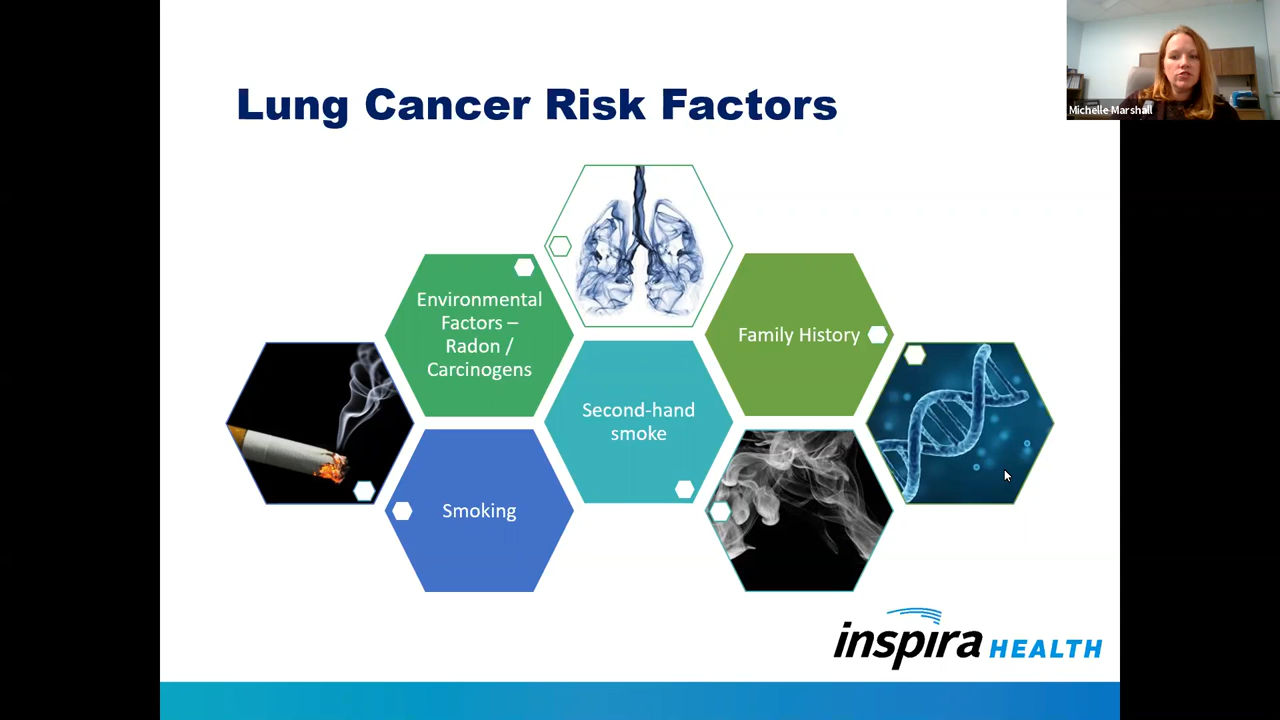 Lung Cancer Risk Factors
Michelle Marshall
Environmental
Factors –
Radon /
Carcinogens
Family History
Second-hand
smoke
Smoking
inspira HEALTH